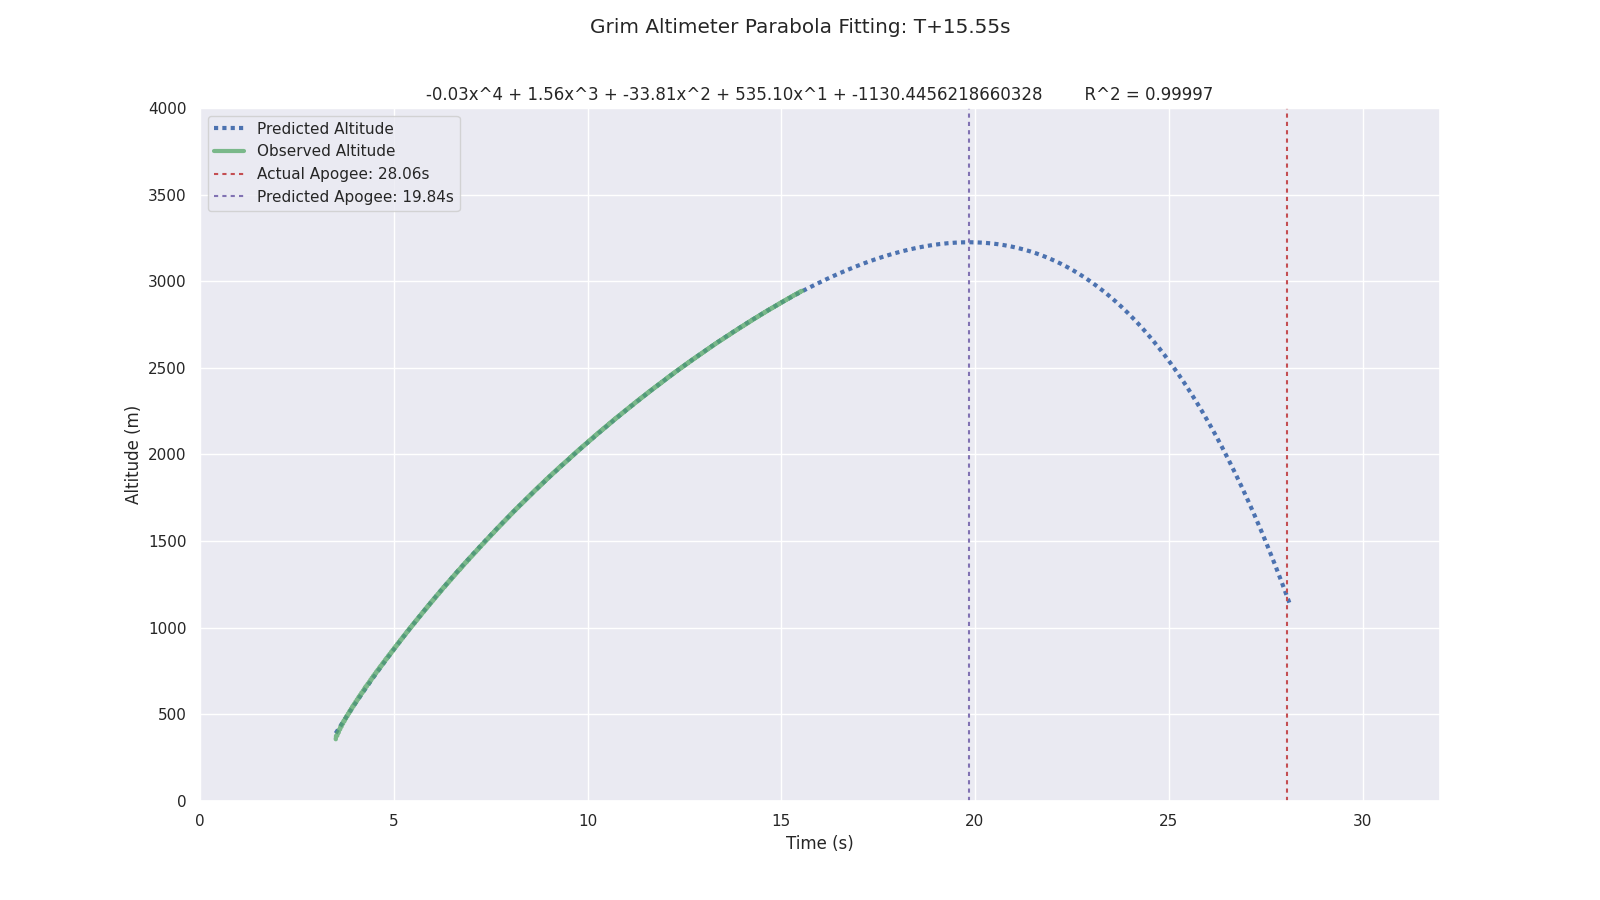 Grim Altimeter Parabola Fitting: T+15.55s
-0.03x^4 + 1.56x^3 + -33.81x^2 + 535.10x^1 + -1130.4456218660328 R^2 = 0.99997
Predicted Altitude
Observed Altitude
Actual Apogee: 28.06s
Predicted Apogee: 19.84s
4000
3500
3000
2500
2000
1500
1000
500
0
Altitude (m)
0 5 10 15 20 25 30
Time (s)